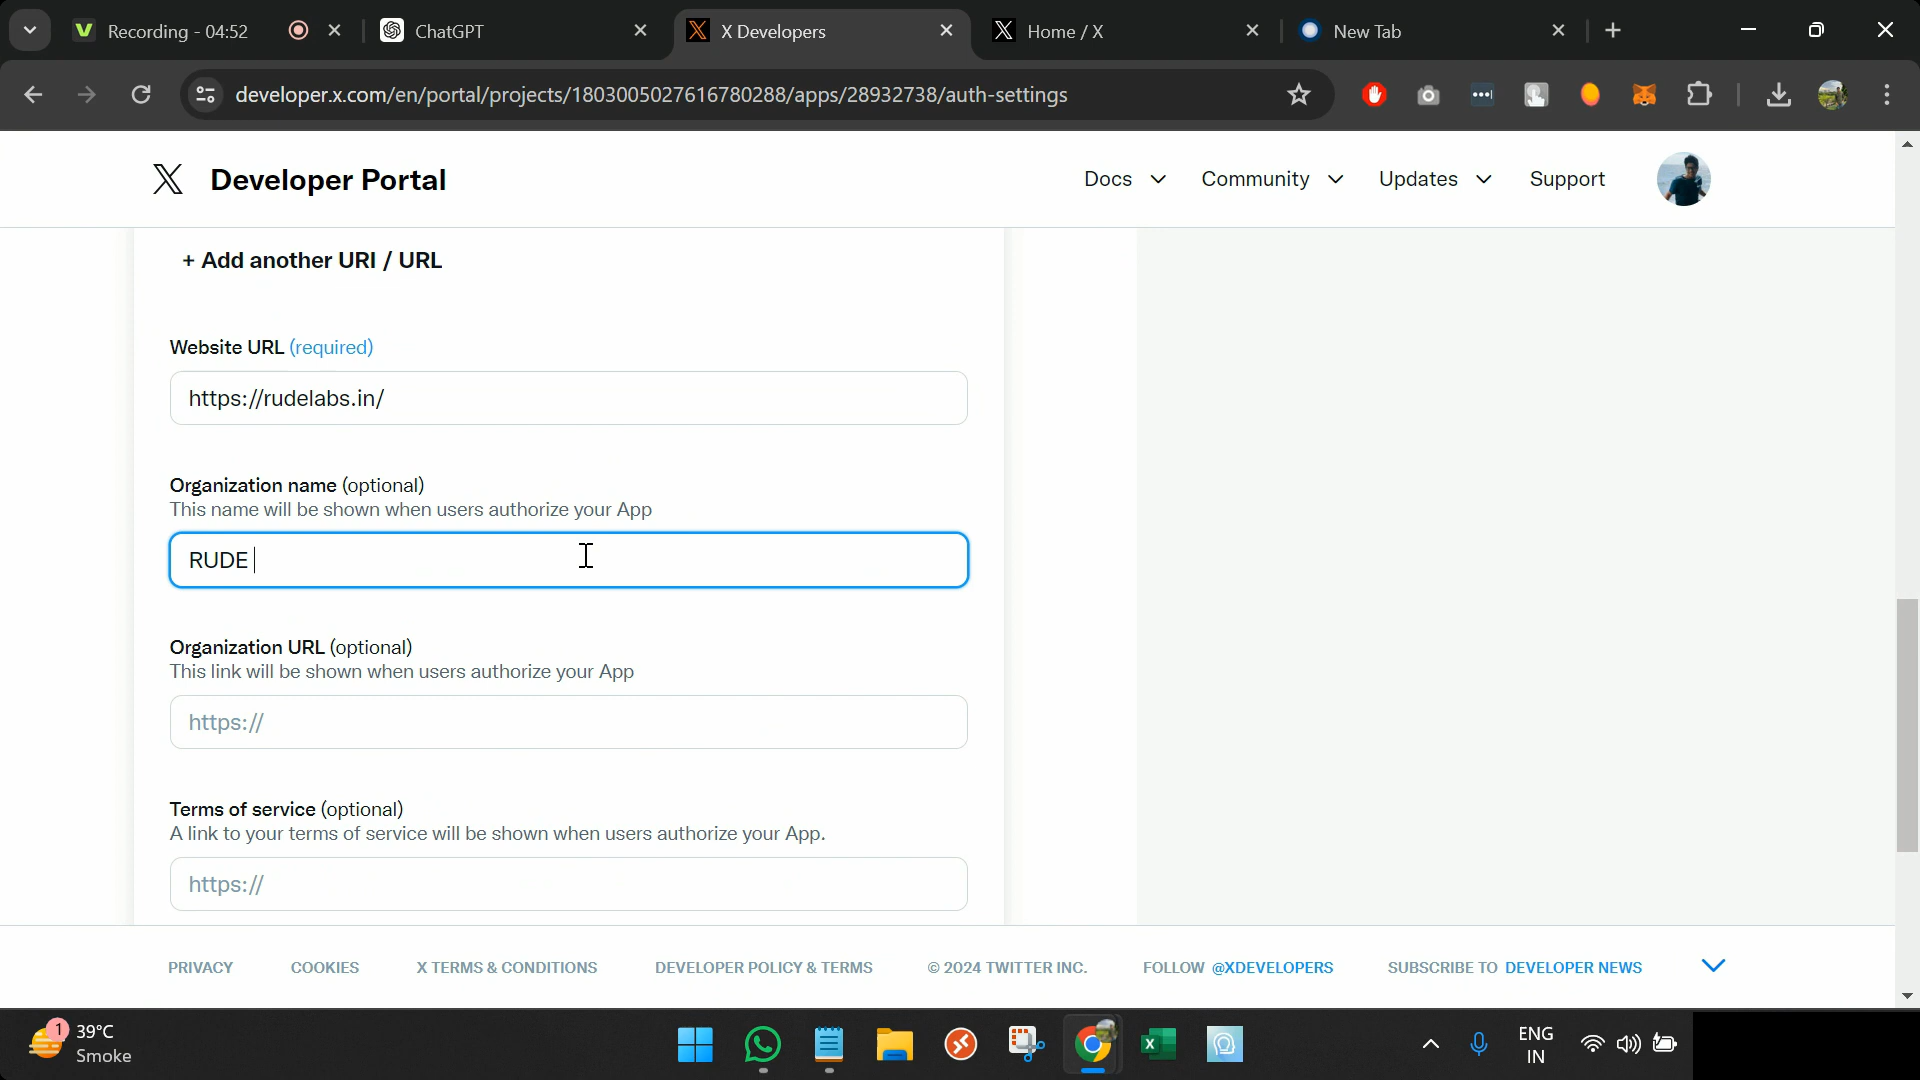 Recording - 04:52
ChatGPT
X Developers
Home / X
New Tab
developer.x.com/en/portal/projects/1803005027616780288/apps/28932738/auth-settings
Developer Portal
Docs
Community
Updates
Support
+ Add another URI / URL
Website URL (required)
https://rudelabs.in/
Organization name (optional)
This name will be shown when users authorize your App
RUDE
Organization URL (optional)
This link will be shown when users authorize your App
https://
Terms of service (optional)
A link to your terms of service will be shown when users authorize your App.
https://
PRIVACY
COOKIES
X TERMS & CONDITIONS
DEVELOPER POLICY & TERMS
© 2024 TWITTER INC.
FOLLOW @XDEVELOPERS
SUBSCRIBE TO DEVELOPER NEWS
1
39°C
Smoke
ENG
IN